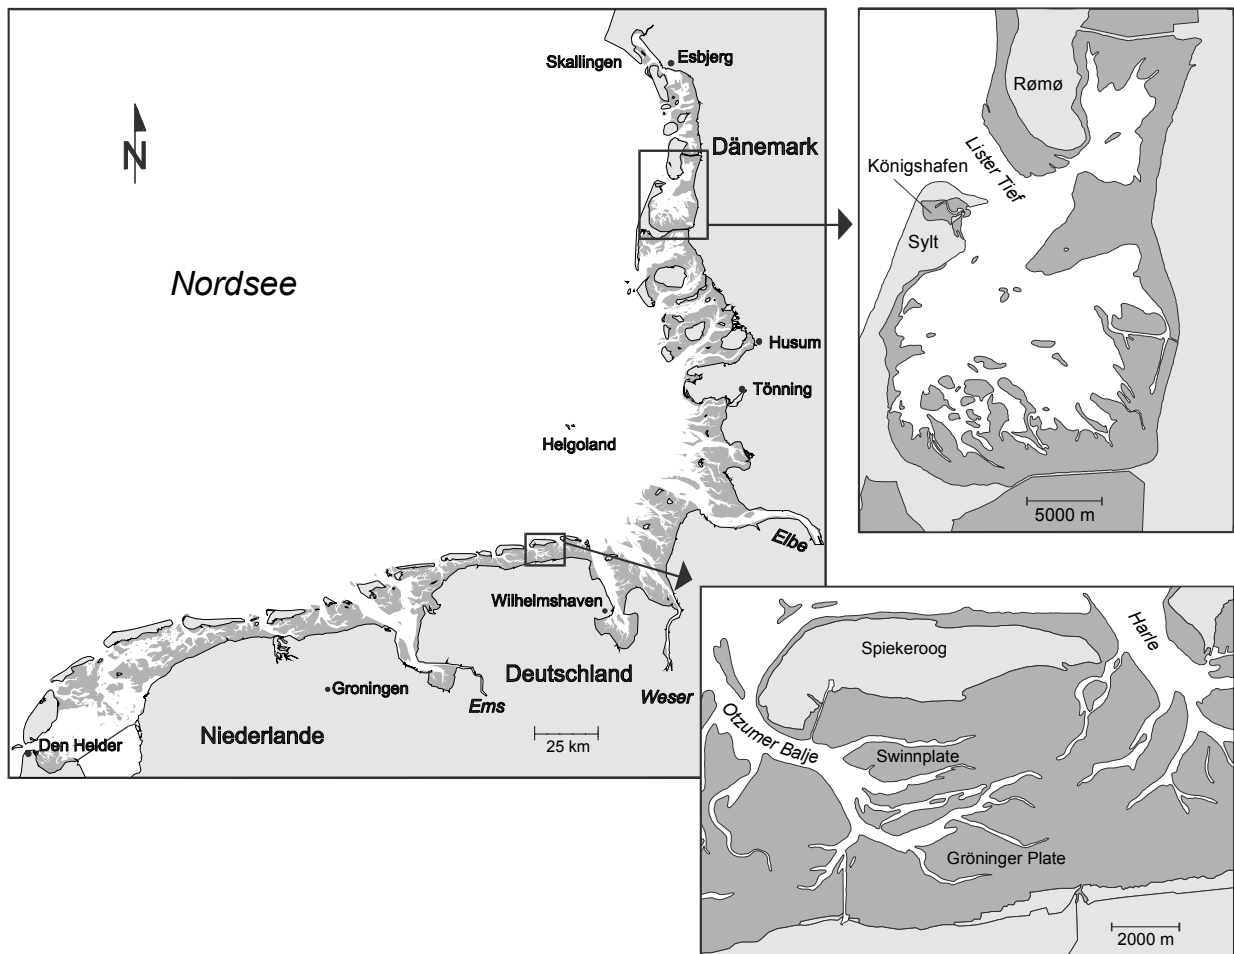 Skallingen
Esbjerg
N
Dänemark
Nordsee
Husum
Tönning
Helgoland
Elbe
Wilhelmshaven
Deutschland
Weser
Groningen
Ems
25 km
Niederlande
Den Helder
Rømø
Lister Tief
Königshafen
Sylt
5000 m
Harle
Spiekeroog
Otzumer Balje
Swinnplate
Gröninger Plate
2000 m